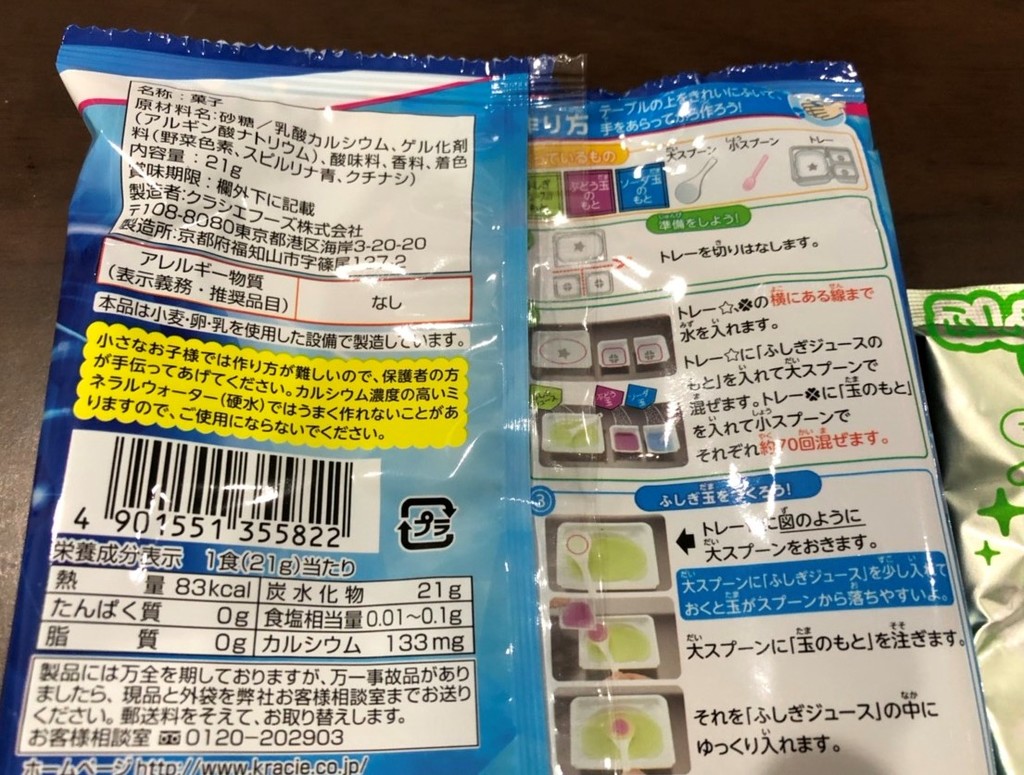 名称:菓子
原材料名:砂糖/乳酸カルシウム、ゲル化剤
(アルギン酸ナトリウム)、酸味料、香料、着色
料(野菜色素、スピルリナ青、クチナシ)
内容量:21g
賞味期限:欄外下に記載
製造者:クラシエフーズ株式会社
〒108-8080東京都港区海岸3-20-20
製造所:京都府福知山市字篠尾137-2
アレルギー物質
(表示義務・推奨品目)
なし
本品は小麦・卵・乳を使用した設備で製造しています。
小さなお子様では作り方が難しいので、保護者の方
が手伝ってあげてください。カルシウム濃度の高いミ
ネラルウォーター(硬水)ではうまく作れないことがあ
りますので、ご使用にならないでください。
4 901551 355822
プラ
栄養成分表示 1食(21g)当たり
熱量 83kcal 炭水化物 21g
たんぱく質 0g 食塩相当量 0.01~0.1g
脂質 0g カルシウム 133mg
製品には万全を期しておりますが、万一事故品があり
ましたら、現品と外袋を弊社お客様相談室までお送り
ください。郵送料をそえて、お取り替えします。
お客様相談室 0120-202903
ホームページhttp://www.kracie.co.jp/
作り方
テーブルの上をきれいにふいて、
手をあらってから作ろう!
っているもの
ぶどう玉
のもと
ソーダ玉
のもと
大スプーン
小スプーン
トレー
準備をしよう!
トレーを切りはなします。
トレー☆、※の横にある線まで
水を入れます。
トレー☆に「ふしぎジュースの
もと」を入れて大スプーンで
混ぜます。トレー※に「玉のもと」
を入れて小スプーンで
それぞれ約70回混ぜます。
3
ふしぎ玉をつくろう!
トレー☆に図のように
大スプーンをおきます。
大スプーンに「ふしぎジュース」を少し入れて
おくと玉がスプーンから落ちやすいよ。
大スプーンに「玉のもと」を注ぎます。
それを「ふしぎジュース」の中に
ゆっくり入れます。